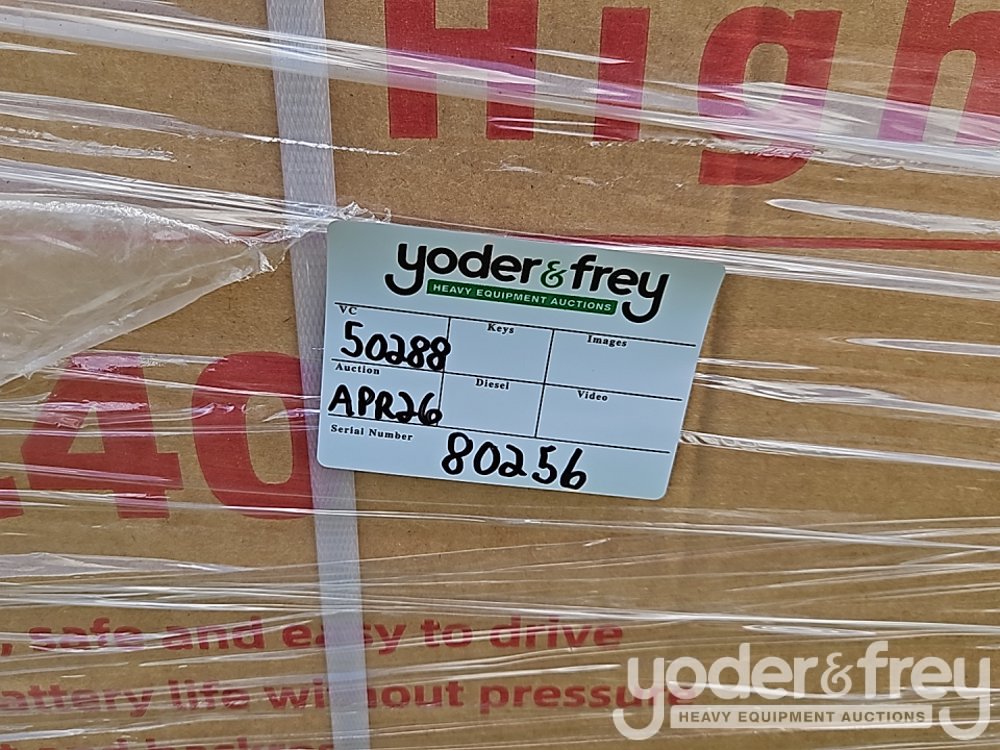 High
yoder & frey
HEAVY EQUIPMENT AUCTIONS
VC Keys Images
50288
Auction Diesel Video
APR26
Serial Number 80256
40
, safe and easy to drive
attery life without pressure
yoder & frey
HEAVY EQUIPMENT AUCTIONS